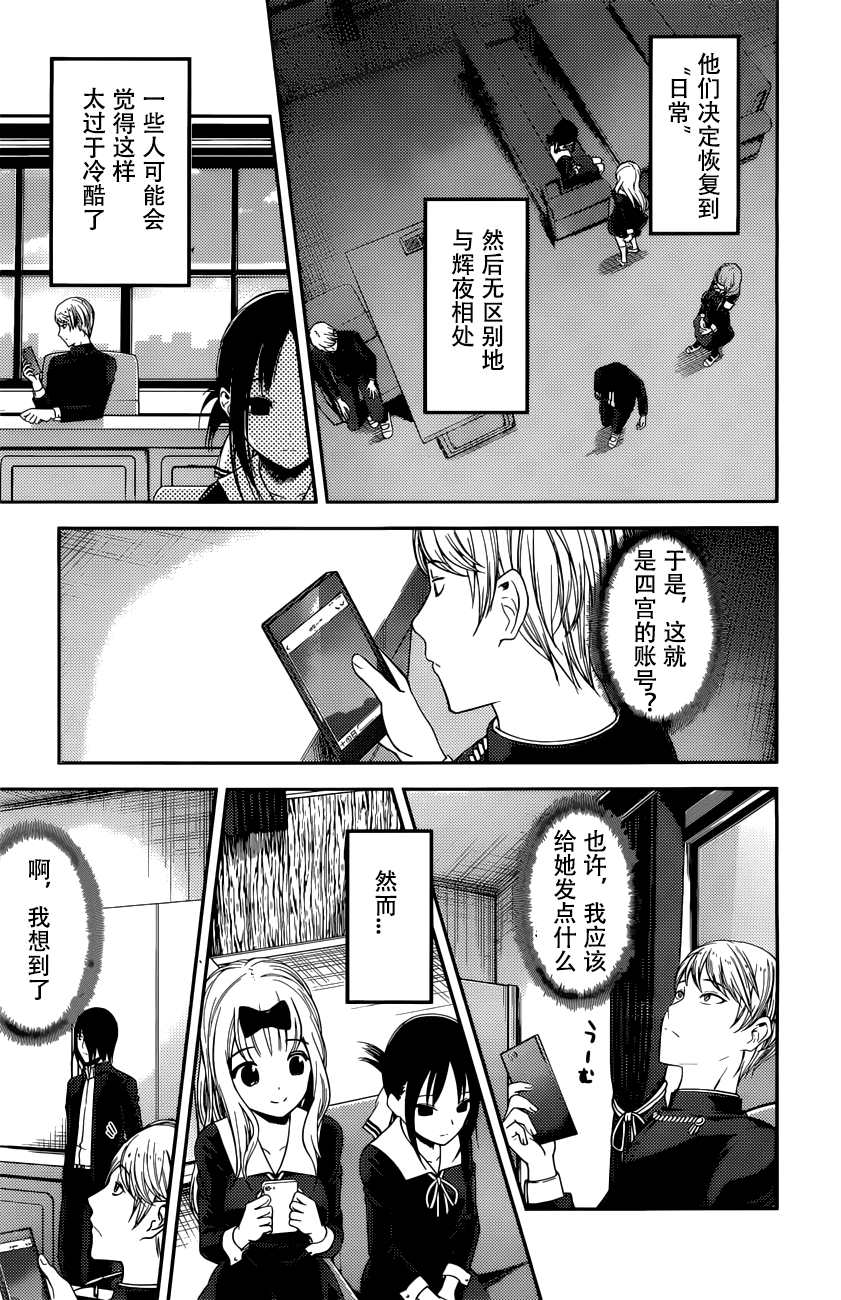 他们决定恢复到
“日常”
然后无区别地
与辉夜相处
一些人可能会
觉得这样
太过于冷酷了
于是，这就
是四宫的账号？
也许，我应该
给她发点什么
うーむ
然而…
啊，我想到了